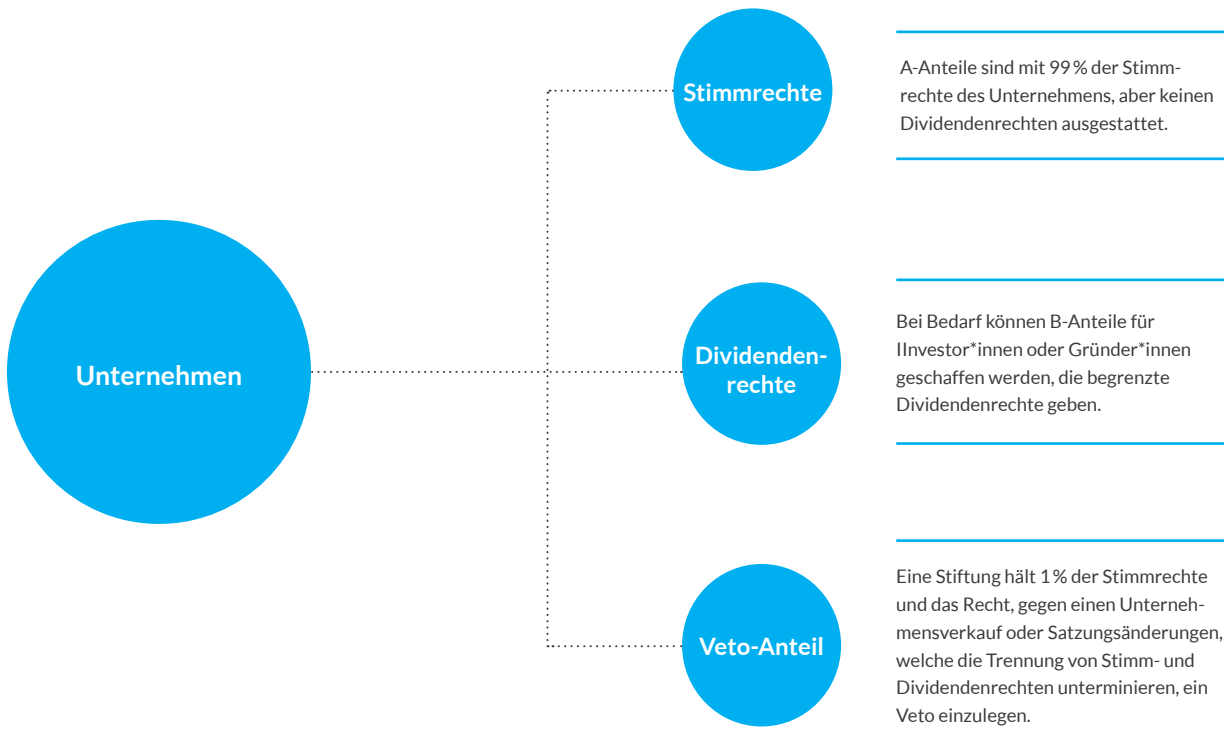 Unternehmen
Stimmrechte
A-Anteile sind mit 99 % der Stimm-
rechte des Unternehmens, aber keinen
Dividendenrechten ausgestattet.
Dividenden-
rechte
Bei Bedarf können B-Anteile für
IInvestor*innen oder Gründer*innen
geschaffen werden, die begrenzte
Dividendenrechte geben.
Veto-Anteil
Eine Stiftung hält 1 % der Stimmrechte
und das Recht, gegen einen Unterneh-
mensverkauf oder Satzungsänderungen,
welche die Trennung von Stimm- und
Dividendenrechten unterminieren, ein
Veto einzulegen.